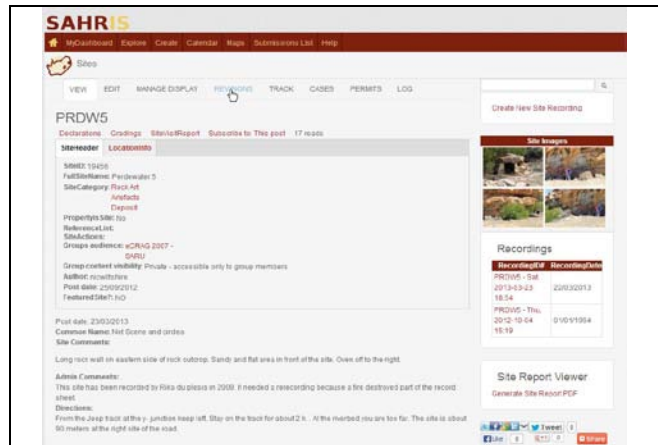 SAHRIS
MyDashboard Explore Create Calendar Maps Submissions List Help
Sites
VIEW EDIT MANAGE DISPLAY REVISIONS TRACK CASES PERMITS LOG
PRDW5
Declarations Gradings SiteVisitReport Subscribe to: This post 17 reads
SiteHeader LocationInfo
SiteID: 19456
FullSiteName: Perdewater 5
SiteCategory: Rock Art
Artefacts
Deposit
PropertyIsSite: No
ReferenceList:
SiteActions:
Groups audience: eCRAG 2007 -
SARU
Group content visibility: Private - accessible only to group members
Author: nicwiltshire
Post date: 25/09/2012
FeaturedSite?: NO
Post date: 23/03/2013
Common Name: Net Scene and circles
Site Comments:
Long rock wall on eastern side of rock outcrop. Sandy and flat area in front of the site. Oven off to the right.
Admin Comments:
This site has been recorded by Rika du plessis in 2009. It needed a rerecording because a fire destroyed part of the record
sheet.
Directions:
From the Jeep track at the y- junction keep left. Stay on the track for about 2 k.. At the you are too far. The site is about
90 meters at the right site of the road.
Create New Site Recording
Site Images
Recordings
RecordingID# RecordingDate
PRDW5 - Sat,
2013-03-23 22/03/2013
18:54
PRDW5 - Thu,
2012-10-04 01/01/1984
16:19
Site Report Viewer
Generate Site Report PDF
Tweet 0
Like 0 +1 0 Share